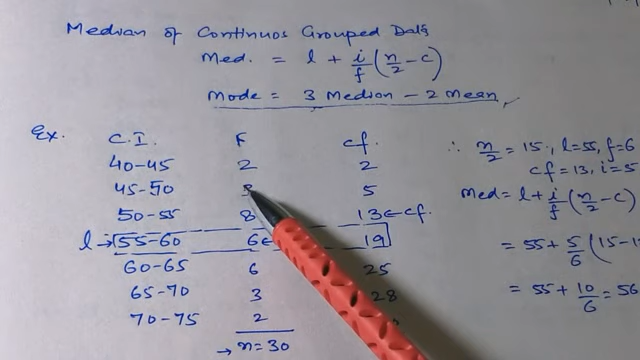 Median of Continuos Grouped Data
Med. = l + i/f (n/2 - c)
Mode = 3 Median - 2 Mean
Ex. C.I. F cf.
40-45 2 2
45-50 5
50-55 8 13 ← cf.
l → 55-60 6 ← 19
60-65 6 25
65-70 3 28
70-75 2
→ n = 30
∴ n/2 = 15, l = 55, f = 6
cf = 13, i = 5
Med = l + i/f (n/2 - c)
= 55 + 5/6 (15 - 1
= 55 + 10/6 = 56